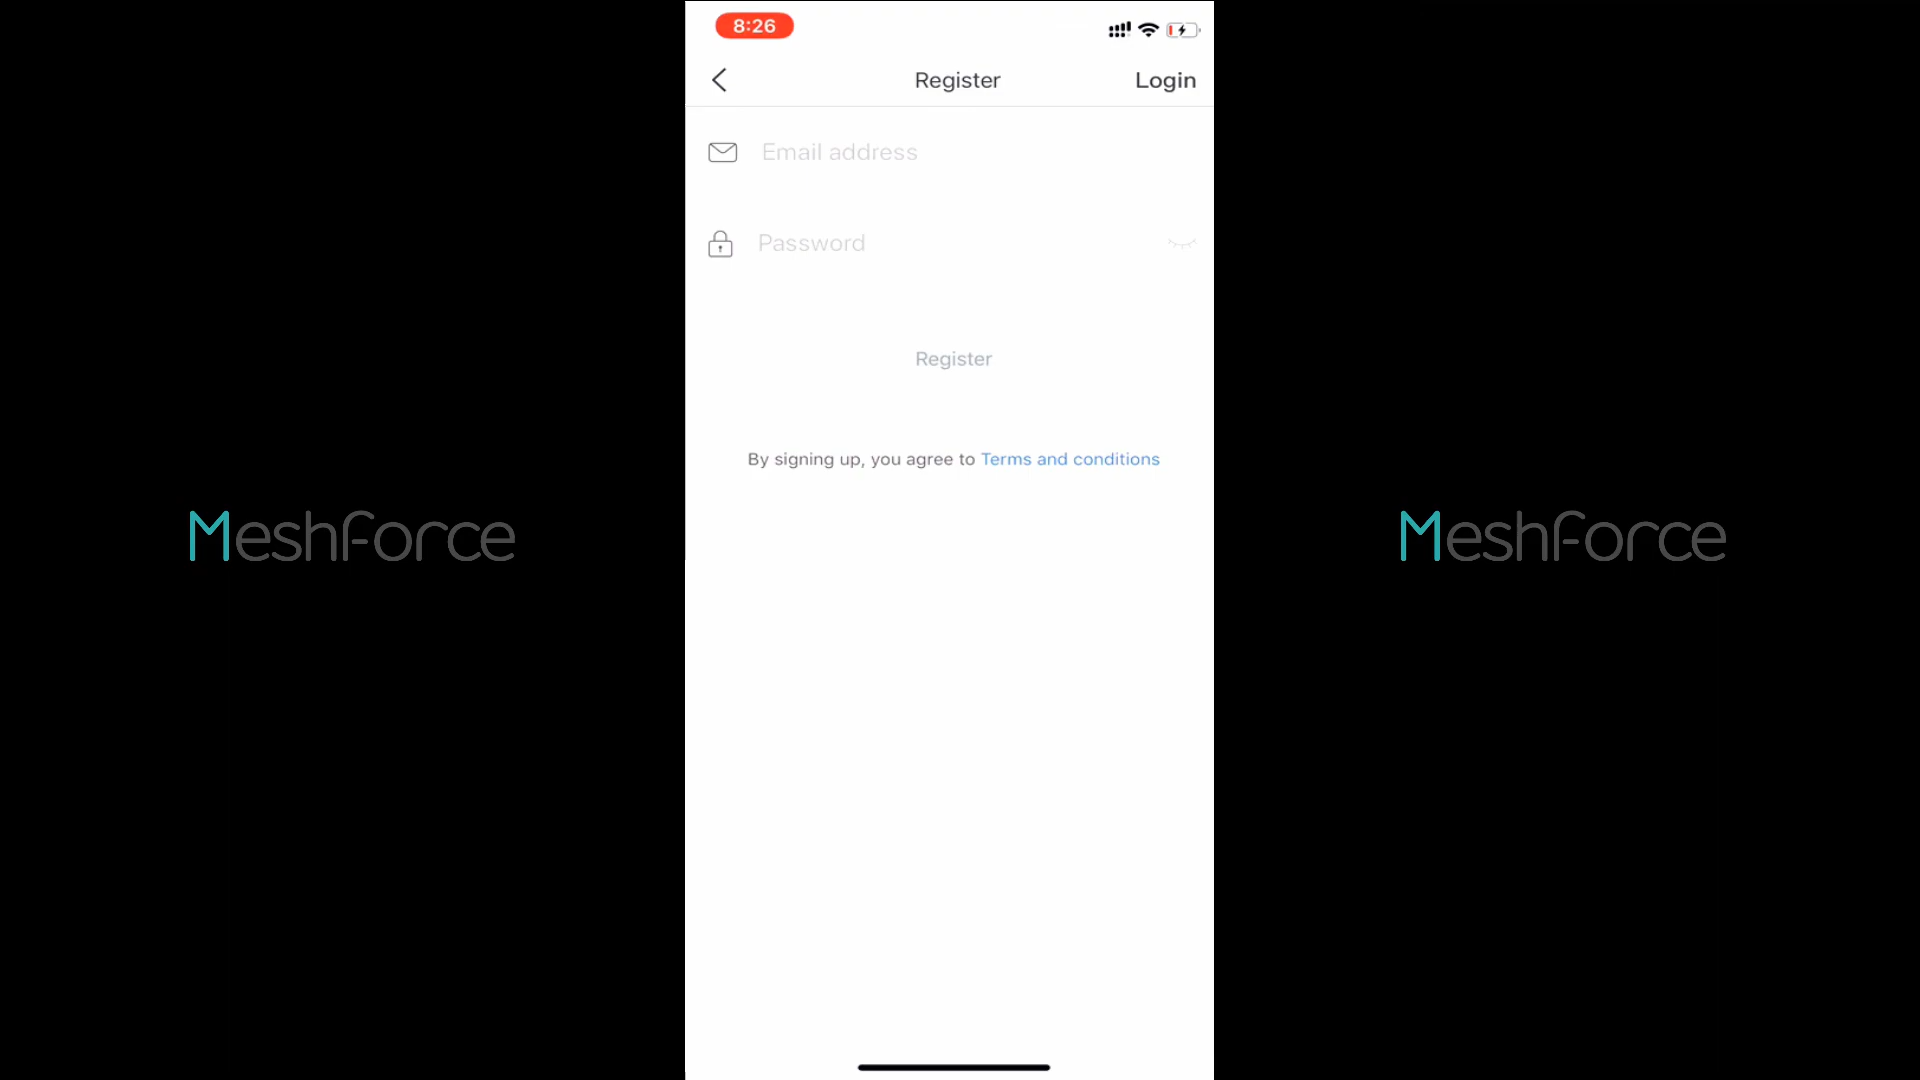 8:26
Register
Login
Email address
Password
Register
By signing up, you agree to Terms and conditions
Meshforce
Meshforce